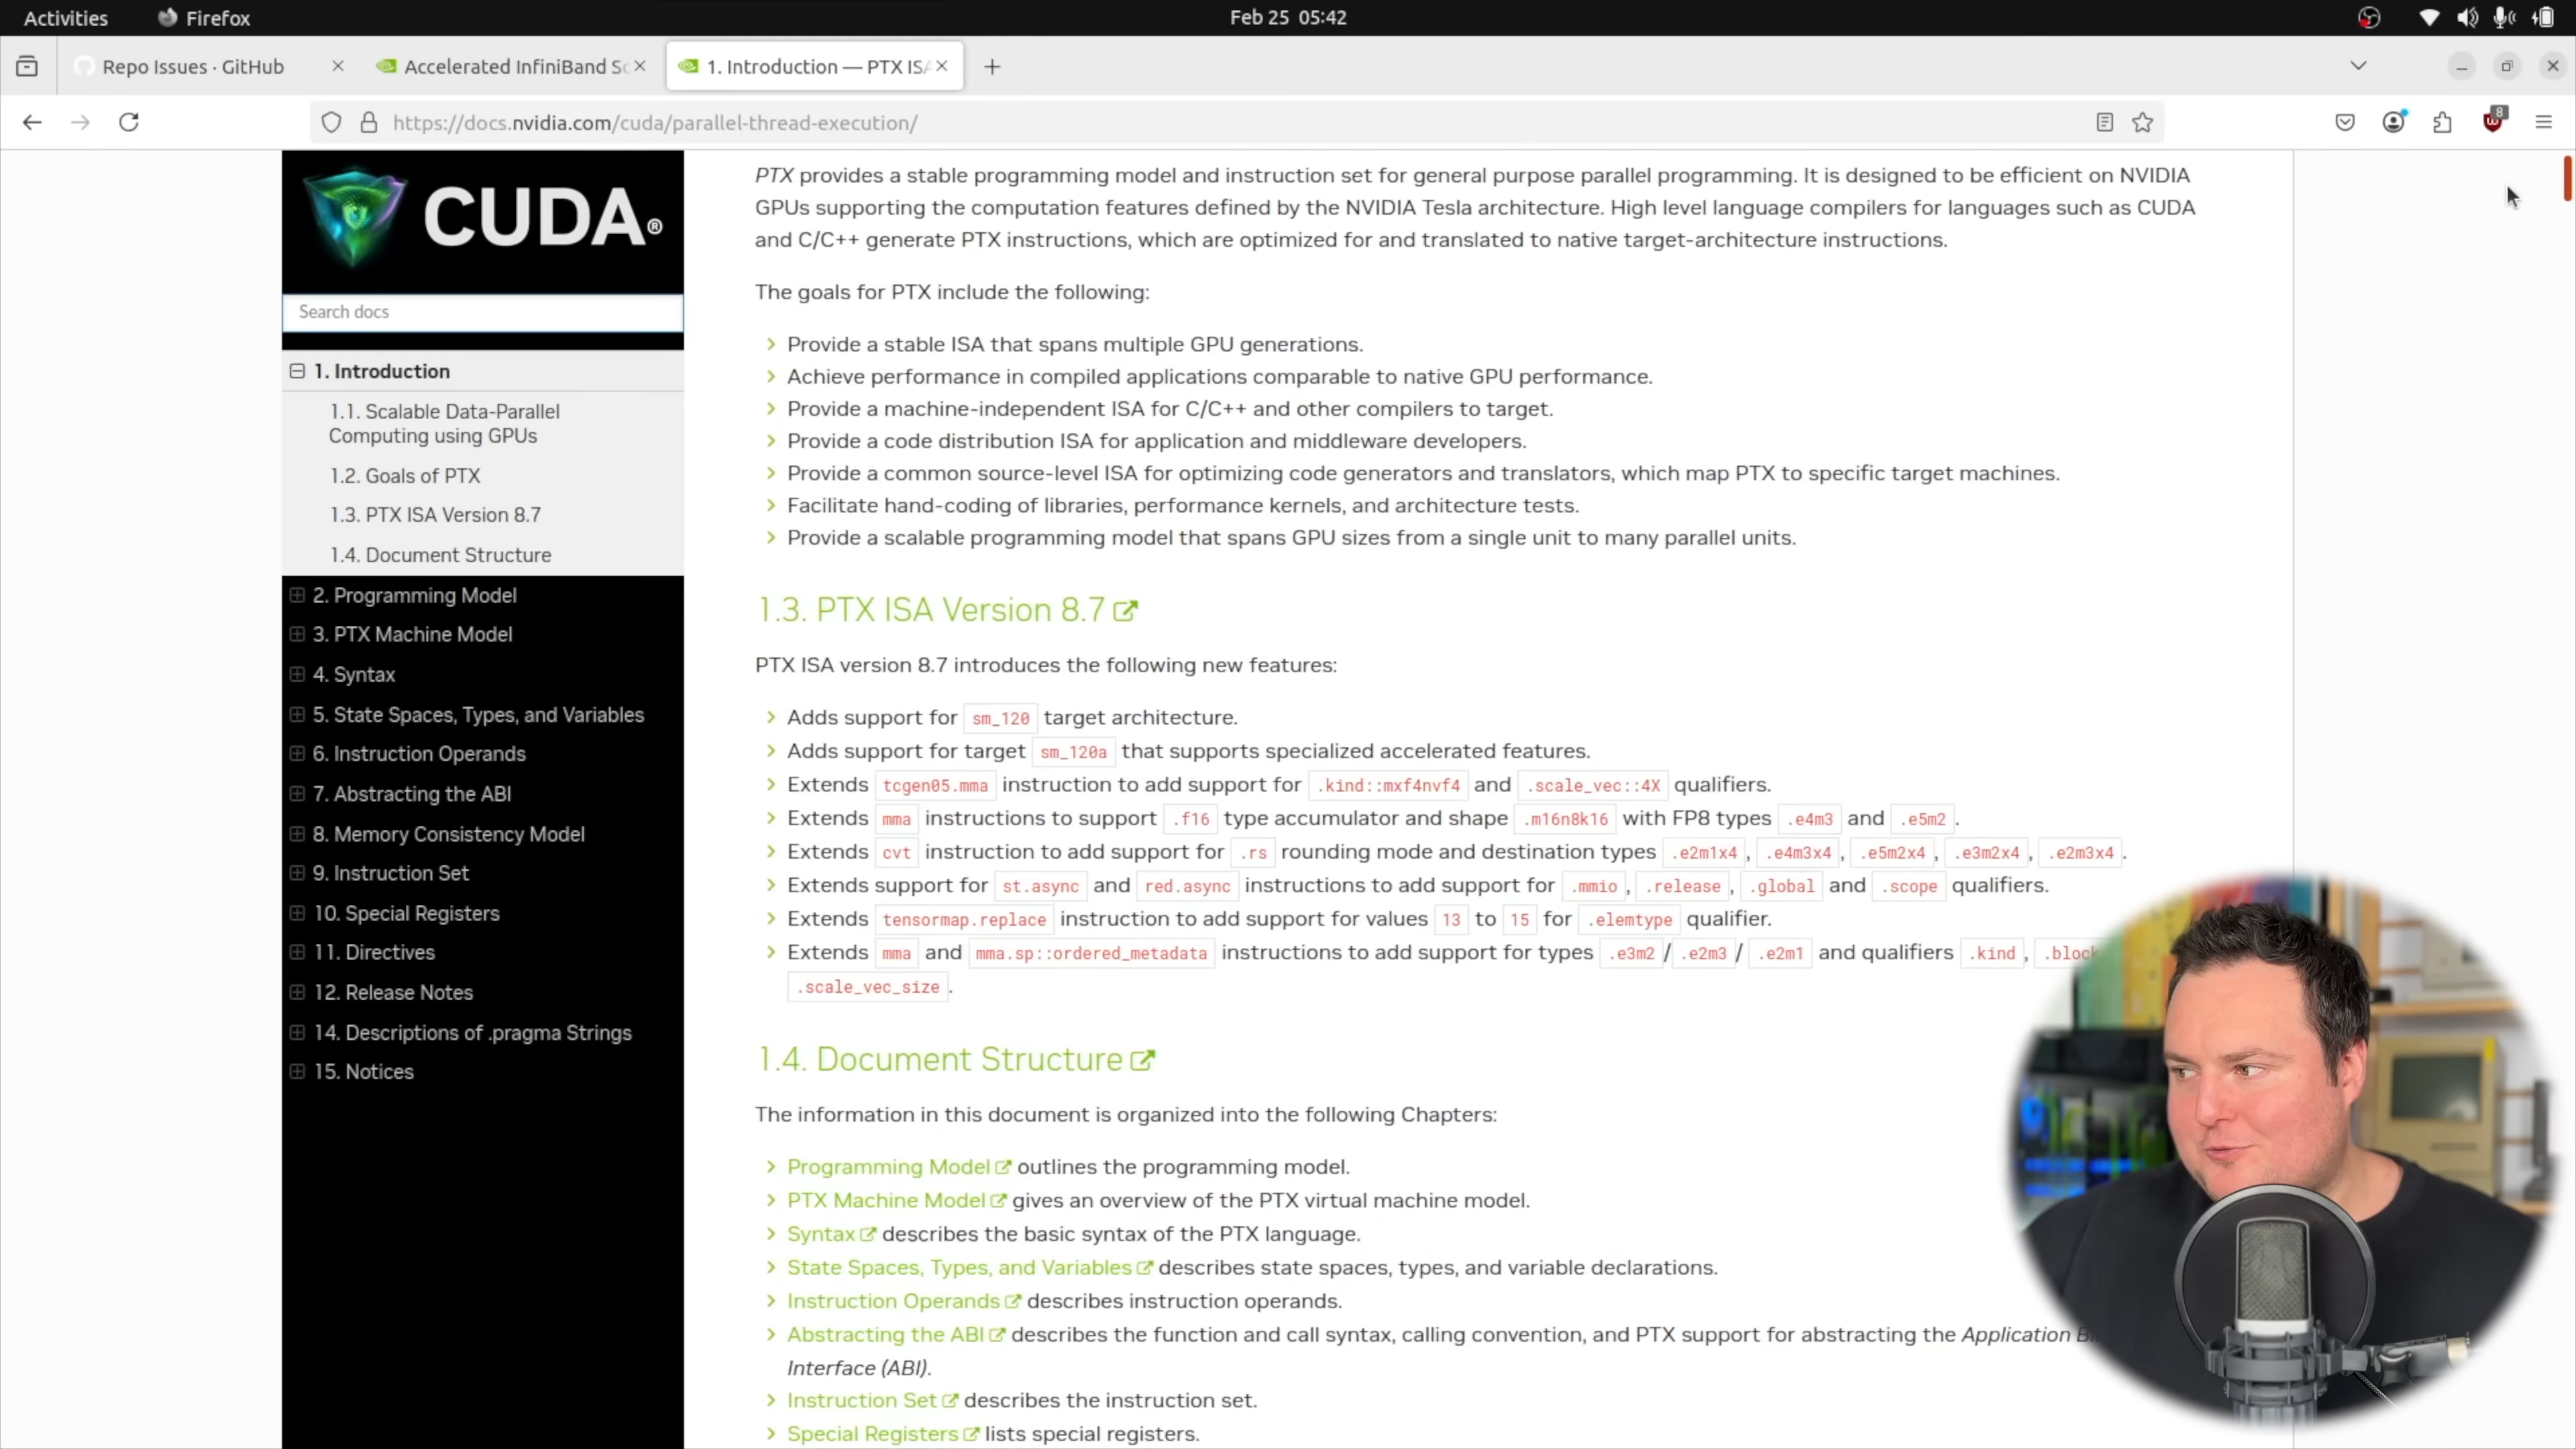 Activities Firefox Feb 25 05:42
Repo Issues · GitHub
Accelerated InfiniBand So
1. Introduction — PTX ISA
https://docs.nvidia.com/cuda/parallel-thread-execution/
8
CUDA®
Search docs
1. Introduction
1.1. Scalable Data-Parallel
Computing using GPUs
1.2. Goals of PTX
1.3. PTX ISA Version 8.7
1.4. Document Structure
2. Programming Model
3. PTX Machine Model
4. Syntax
5. State Spaces, Types, and Variables
6. Instruction Operands
7. Abstracting the ABI
8. Memory Consistency Model
9. Instruction Set
10. Special Registers
11. Directives
12. Release Notes
14. Descriptions of .pragma Strings
15. Notices
PTX provides a stable programming model and instruction set for general purpose parallel programming. It is designed to be efficient on NVIDIA
GPUs supporting the computation features defined by the NVIDIA Tesla architecture. High level language compilers for languages such as CUDA
and C/C++ generate PTX instructions, which are optimized for and translated to native target-architecture instructions.
The goals for PTX include the following:
Provide a stable ISA that spans multiple GPU generations.
Achieve performance in compiled applications comparable to native GPU performance.
Provide a machine-independent ISA for C/C++ and other compilers to target.
Provide a code distribution ISA for application and middleware developers.
Provide a common source-level ISA for optimizing code generators and translators, which map PTX to specific target machines.
Facilitate hand-coding of libraries, performance kernels, and architecture tests.
Provide a scalable programming model that spans GPU sizes from a single unit to many parallel units.
1.3. PTX ISA Version 8.7
PTX ISA version 8.7 introduces the following new features:
Adds support for sm_120 target architecture.
Adds support for target sm_120a that supports specialized accelerated features.
Extends tcgen05.mma instruction to add support for .kind::mxf4nvf4 and .scale_vec::4X qualifiers.
Extends mma instructions to support .f16 type accumulator and shape .m16n8k16 with FP8 types .e4m3 and .e5m2.
Extends cvt instruction to add support for .rs rounding mode and destination types .e2m1x4, .e4m3x4, .e5m2x4, .e3m2x4, .e2m3x4.
Extends support for st.async and red.async instructions to add support for .mmio, .release, .global and .scope qualifiers.
Extends tensormap.replace instruction to add support for values 13 to 15 for .elemtype qualifier.
Extends mma and mma.sp::ordered_metadata instructions to add support for types .e3m2/.e2m3/.e2m1 and qualifiers .kind, .block
.scale_vec_size.
1.4. Document Structure
The information in this document is organized into the following Chapters:
Programming Model outlines the programming model.
PTX Machine Model gives an overview of the PTX virtual machine model.
Syntax describes the basic syntax of the PTX language.
State Spaces, Types, and Variables describes state spaces, types, and variable declarations.
Instruction Operands describes instruction operands.
Abstracting the ABI describes the function and call syntax, calling convention, and PTX support for abstracting the Application
Interface (ABI).
Instruction Set describes the instruction set.
Special Registers lists special registers.